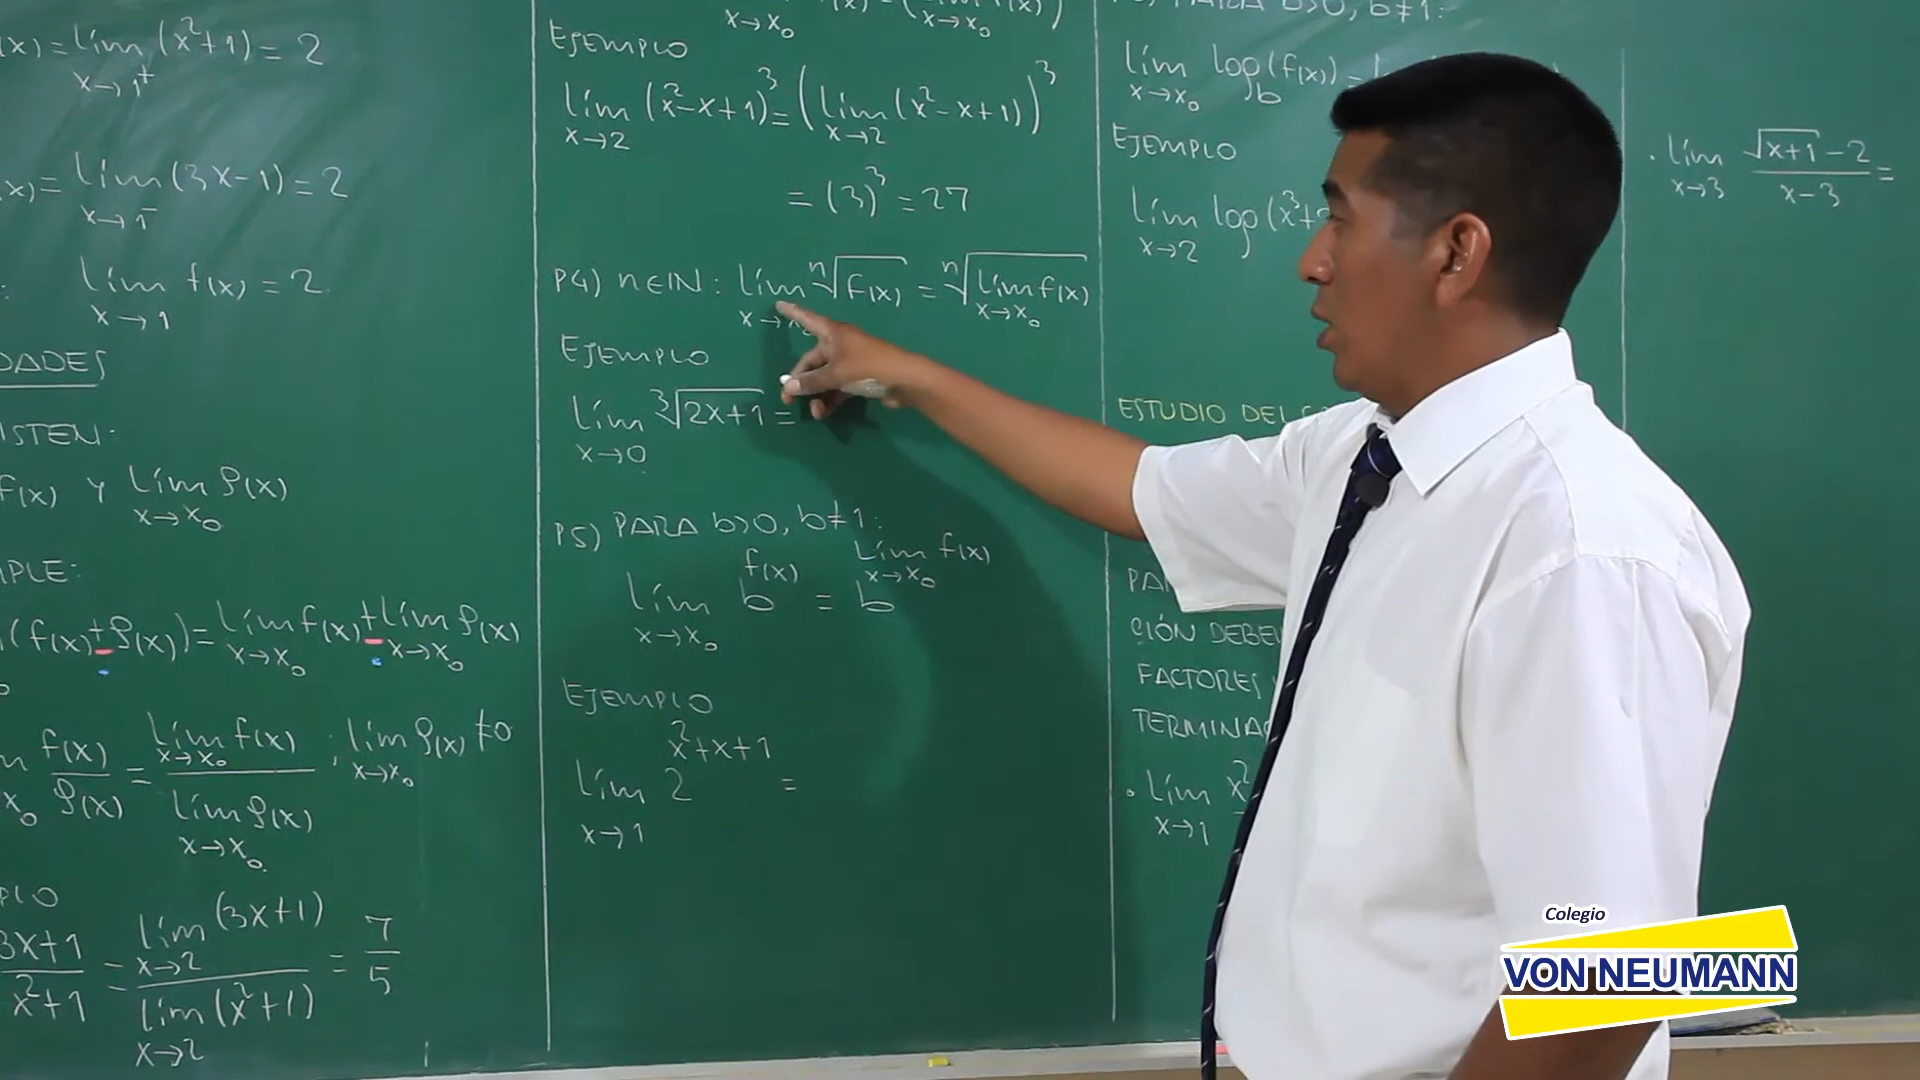 (x) = lím (x²+1) = 2
x→1⁺
(x) = lím (3x-1) = 2
x→1⁻
: lím f(x) = 2
x→1
DADES
ISTEN:
f(x) y lím g(x)
x→x₀
MPLE:
(f(x) ± g(x)) = lím f(x) ± lím g(x)
x→x₀ x→x₀
f(x)/g(x) = lím f(x) / lím g(x) ; lím g(x) ≠ 0
x→x₀ x→x₀ x→x₀
3x+1 / x²+1 = lím (3x+1) / lím (x²+1) = 7/5
x→2 x→2
x→x₀ x→x₀
EJEMPLO
lím (x²-x+1)³ = (lím (x²-x+1))³
x→2 x→2
= (3)³ = 27
P4) n∈ℕ: lím ⁿ√f(x) = ⁿ√lím f(x)
x→ x→x₀
EJEMPLO
lím ³√2x+1 =
x→0
P5) PARA b>0, b≠1:
lím b^f(x) = b^lím f(x)
x→x₀ x→x₀
EJEMPLO
lím 2^x²+x+1 =
x→1
PARA b>0, b≠1:
lím log_b (f(x)) =
x→x₀
EJEMPLO
lím log (x³+
x→2
ESTUDIO DEL
CIÓN DEBE
FACTORES
TERMINA
• lím x²
x→1
• lím √x+1 -2 / x-3 =
x→3
Colegio
VON NEUMANN